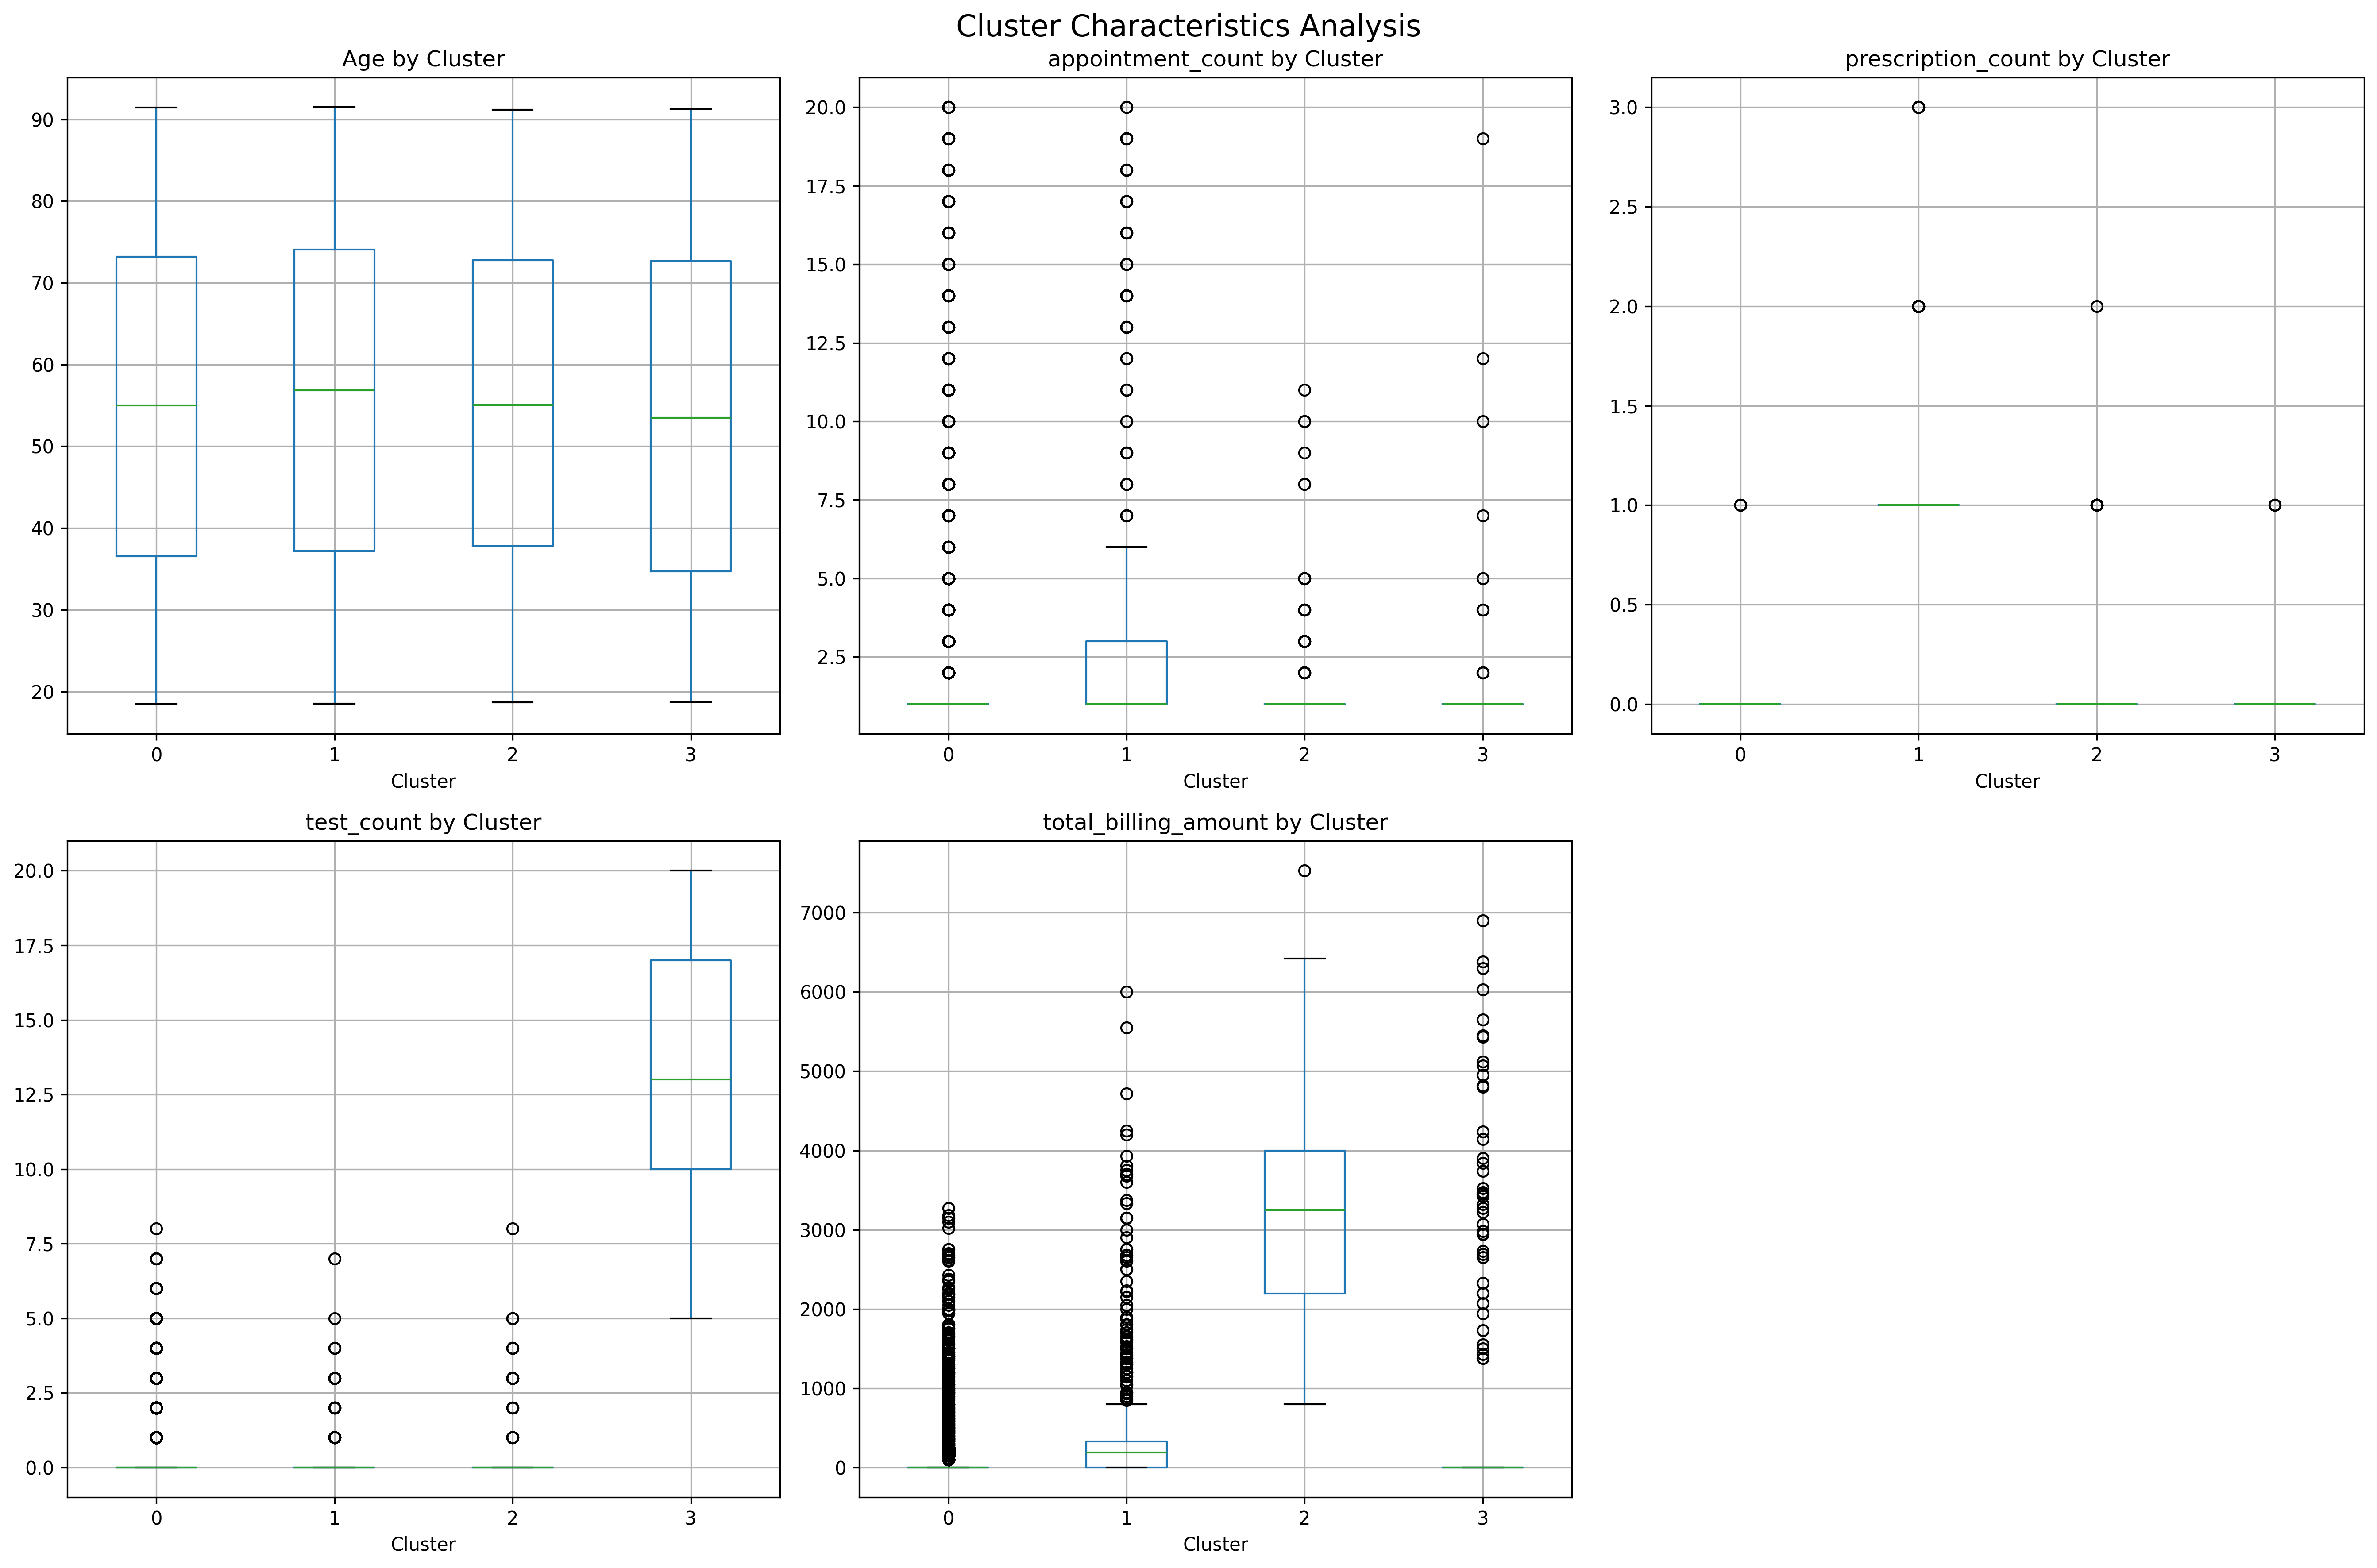 Cluster Characteristics Analysis
Age by Cluster
90
80
70
60
50
40
30
20
0 1 2 3
Cluster
appointment_count by Cluster
20.0
17.5
15.0
12.5
10.0
7.5
5.0
2.5
0 1 2 3
Cluster
prescription_count by Cluster
3.0
2.5
2.0
1.5
1.0
0.5
0.0
0 1 2 3
Cluster
test_count by Cluster
20.0
17.5
15.0
12.5
10.0
7.5
5.0
2.5
0.0
0 1 2 3
Cluster
total_billing_amount by Cluster
7000
6000
5000
4000
3000
2000
1000
0
0 1 2 3
Cluster